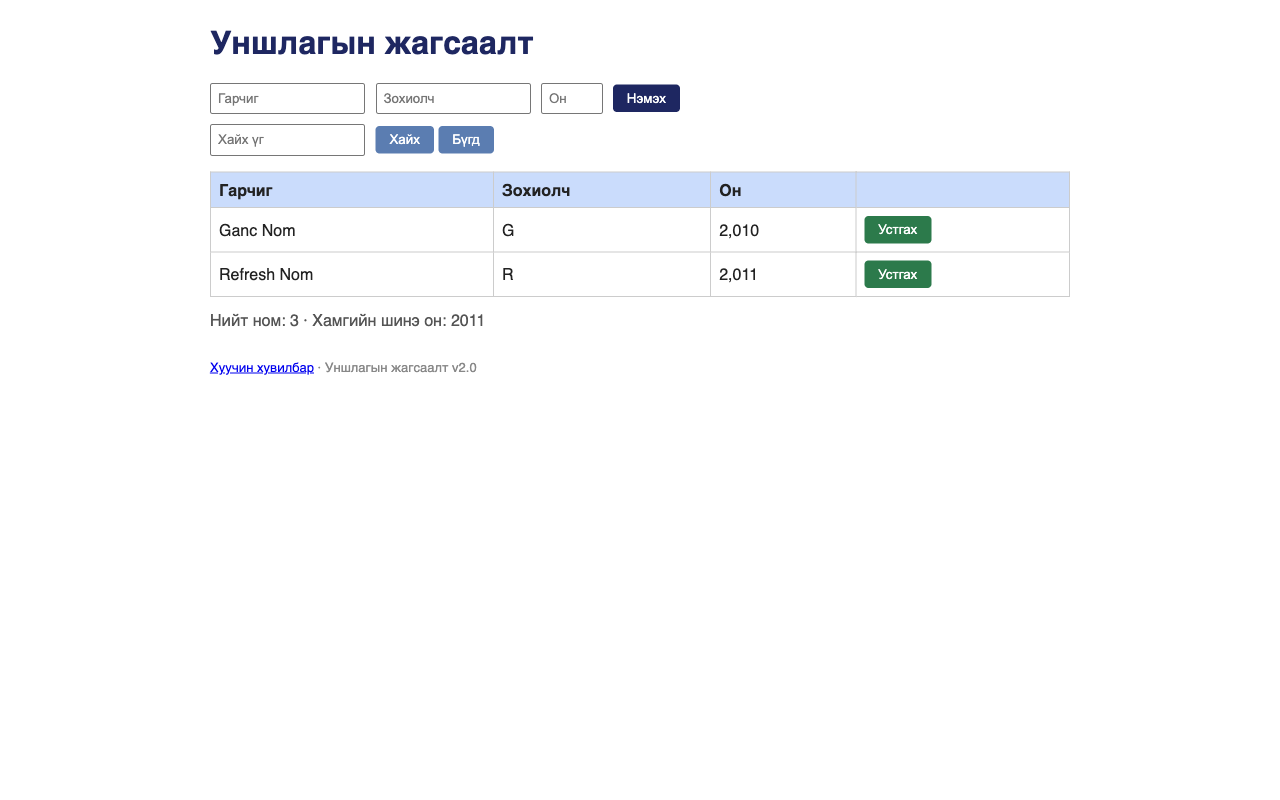 Уншлагын жагсаалт
Гарчиг Зохиолч Он Нэмэх
Хайх үг Хайх Бүгд
Гарчиг Зохиолч Он
Ganc Nom G 2,010 Устгах
Refresh Nom R 2,011 Устгах
Нийт ном: 3 · Хамгийн шинэ он: 2011
Хуучин хувилбар · Уншлагын жагсаалт v2.0